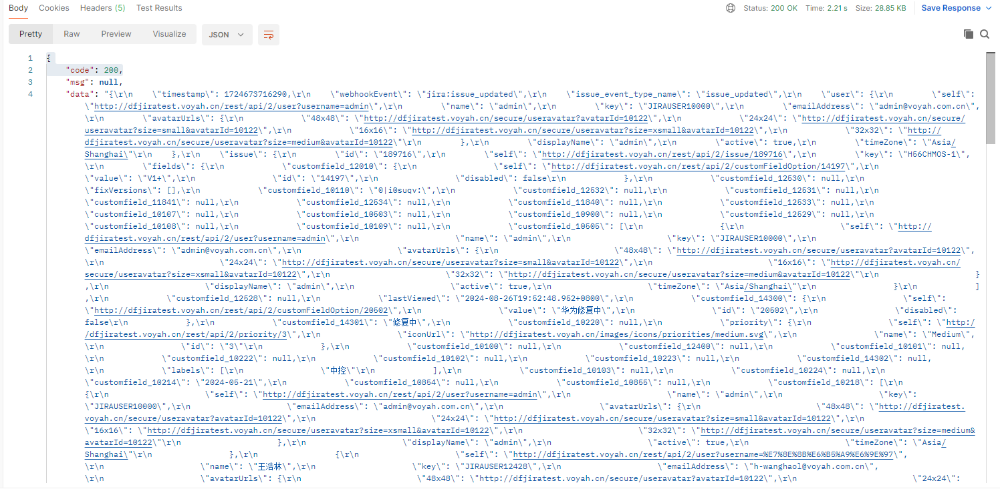 Body Cookies Headers (5) Test Results Status: 200 OK Time: 2.21 s Size: 28.85 KB Save Response
Pretty Raw Preview Visualize JSON
1 {
2 "code": 200,
3 "msg": null,
4 "data": "{\r\n \"timestamp\": 1724673716290,\r\n \"webhookEvent\": \"jira:issue_updated\",\r\n \"issue_event_type_name\": \"issue_updated\",\r\n \"user\": {\r\n \"self\":
\"http://dfjiratest.voyah.cn/rest/api/2/user?username=admin\",\r\n \"name\": \"admin\",\r\n \"key\": \"JIRAUSER10000\",\r\n \"emailAddress\": \"admin@voyah.com.cn\",
\r\n \"avatarUrls\": {\r\n \"48x48\": \"http://dfjiratest.voyah.cn/secure/useravatar?avatarId=10122\",\r\n \"24x24\": \"http://dfjiratest.voyah.cn/secure/
useravatar?size=small&avatarId=10122\",\r\n \"16x16\": \"http://dfjiratest.voyah.cn/secure/useravatar?size=xsmall&avatarId=10122\",\r\n \"32x32\": \"http://
dfjiratest.voyah.cn/secure/useravatar?size=medium&avatarId=10122\"\r\n },\r\n \"displayName\": \"admin\",\r\n \"active\": true,\r\n \"timeZone\": \"Asia/
Shanghai\"\r\n },\r\n \"issue\": {\r\n \"id\": \"189716\",\r\n \"self\": \"http://dfjiratest.voyah.cn/rest/api/2/issue/189716\",\r\n \"key\": \"H56CHMOS-1\",
\r\n \"fields\": {\r\n \"customfield_12010\": {\r\n \"self\": \"http://dfjiratest.voyah.cn/rest/api/2/customFieldOption/14197\",\r\n
\"value\": \"V1+\",\r\n \"id\": \"14197\",\r\n \"disabled\": false\r\n },\r\n \"customfield_12530\": null,\r\n
\"fixVersions\": [],\r\n \"customfield_10110\": \"0|i0suqv:\",\r\n \"customfield_12532\": null,\r\n \"customfield_12531\": null,\r\n
\"customfield_11841\": null,\r\n \"customfield_12534\": null,\r\n \"customfield_11840\": null,\r\n \"customfield_12533\": null,\r\n
\"customfield_10107\": null,\r\n \"customfield_10503\": null,\r\n \"customfield_10900\": null,\r\n \"customfield_12529\": null,\r\n
\"customfield_10108\": null,\r\n \"customfield_10109\": null,\r\n \"customfield_10505\": [\r\n {\r\n \"self\": \"http://
dfjiratest.voyah.cn/rest/api/2/user?username=admin\",\r\n \"name\": \"admin\",\r\n \"key\": \"JIRAUSER10000\",\r\n
\"emailAddress\": \"admin@voyah.com.cn\",\r\n \"avatarUrls\": {\r\n \"48x48\": \"http://dfjiratest.voyah.cn/secure/useravatar?avatarId=10122\",
\r\n \"24x24\": \"http://dfjiratest.voyah.cn/secure/useravatar?size=small&avatarId=10122\",\r\n \"16x16\": \"http://dfjiratest.voyah.cn/
secure/useravatar?size=xsmall&avatarId=10122\",\r\n \"32x32\": \"http://dfjiratest.voyah.cn/secure/useravatar?size=medium&avatarId=10122\"\r\n }
,\r\n \"displayName\": \"admin\",\r\n \"active\": true,\r\n \"timeZone\": \"Asia/Shanghai\"\r\n }\r\n ]
,\r\n \"customfield_12528\": null,\r\n \"lastViewed\": \"2024-08-26T19:52:48.952+0800\",\r\n \"customfield_14300\": {\r\n \"self\":
\"http://dfjiratest.voyah.cn/rest/api/2/customFieldOption/20502\",\r\n \"value\": \"华为修复中\",\r\n \"id\": \"20502\",\r\n \"disabled\":
false\r\n },\r\n \"customfield_14301\": \"修复中\",\r\n \"customfield_10220\": null,\r\n \"priority\": {\r\n \"self\": \"http:/
/dfjiratest.voyah.cn/rest/api/2/priority/3\",\r\n \"iconUrl\": \"http://dfjiratest.voyah.cn/images/icons/priorities/medium.svg\",\r\n \"name\": \"Medium\",
\r\n \"id\": \"3\"\r\n },\r\n \"customfield_10100\": null,\r\n \"customfield_12400\": null,\r\n \"customfield_10101\": null,
\r\n \"customfield_10222\": null,\r\n \"customfield_10102\": null,\r\n \"customfield_10223\": null,\r\n \"customfield_14302\": null,
\r\n \"labels\": [\r\n \"中控\"\r\n ],\r\n \"customfield_10103\": null,\r\n \"customfield_10224\": null,\r\n
\"customfield_10214\": \"2024-05-21\",\r\n \"customfield_10854\": null,\r\n \"customfield_10855\": null,\r\n \"customfield_10218\": [\r\n
{\r\n \"self\": \"http://dfjiratest.voyah.cn/rest/api/2/user?username=admin\",\r\n \"name\": \"admin\",\r\n \"key\":
\"JIRAUSER10000\",\r\n \"emailAddress\": \"admin@voyah.com.cn\",\r\n \"avatarUrls\": {\r\n \"48x48\": \"http://dfjiratest.
voyah.cn/secure/useravatar?avatarId=10122\",\r\n \"24x24\": \"http://dfjiratest.voyah.cn/secure/useravatar?size=small&avatarId=10122\",\r\n
\"16x16\": \"http://dfjiratest.voyah.cn/secure/useravatar?size=xsmall&avatarId=10122\",\r\n \"32x32\": \"http://dfjiratest.voyah.cn/secure/useravatar?size=medium&
avatarId=10122\"\r\n },\r\n \"displayName\": \"admin\",\r\n \"active\": true,\r\n \"timeZone\": \"Asia/
Shanghai\"\r\n },\r\n {\r\n \"self\": \"http://dfjiratest.voyah.cn/rest/api/2/user?username=%E7%8E%8B%E6%B5%A9%E6%9E%97\",
\r\n \"name\": \"王浩林\",\r\n \"key\": \"JIRAUSER12428\",\r\n \"emailAddress\": \"h-wanghaol@voyah.com.cn\",
\r\n \"avatarUrls\": {\r\n \"48x48\": \"http://dfjiratest.voyah.cn/secure/useravatar?avatarId=10122\",\r\n \"24x24\":